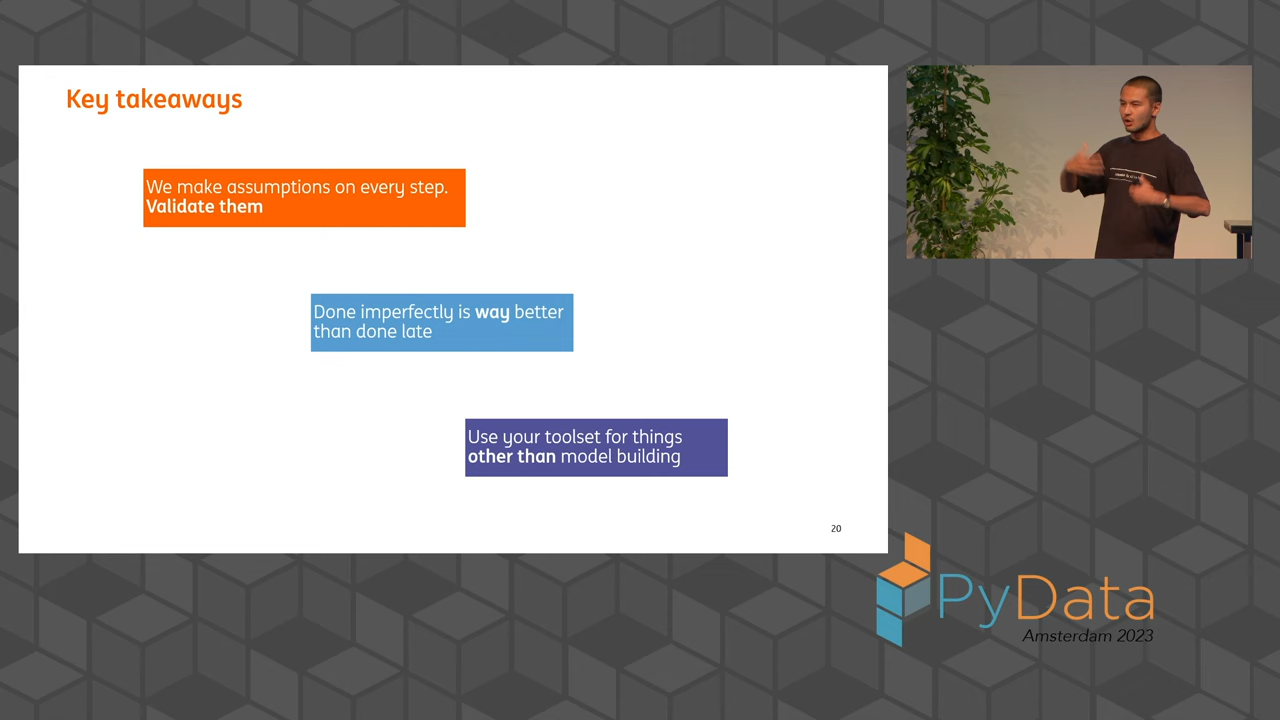 Key takeaways
We make assumptions on every step.
Validate them
Done imperfectly is way better
than done late
Use your toolset for things
other than model building
20
PyData
Amsterdam 2023